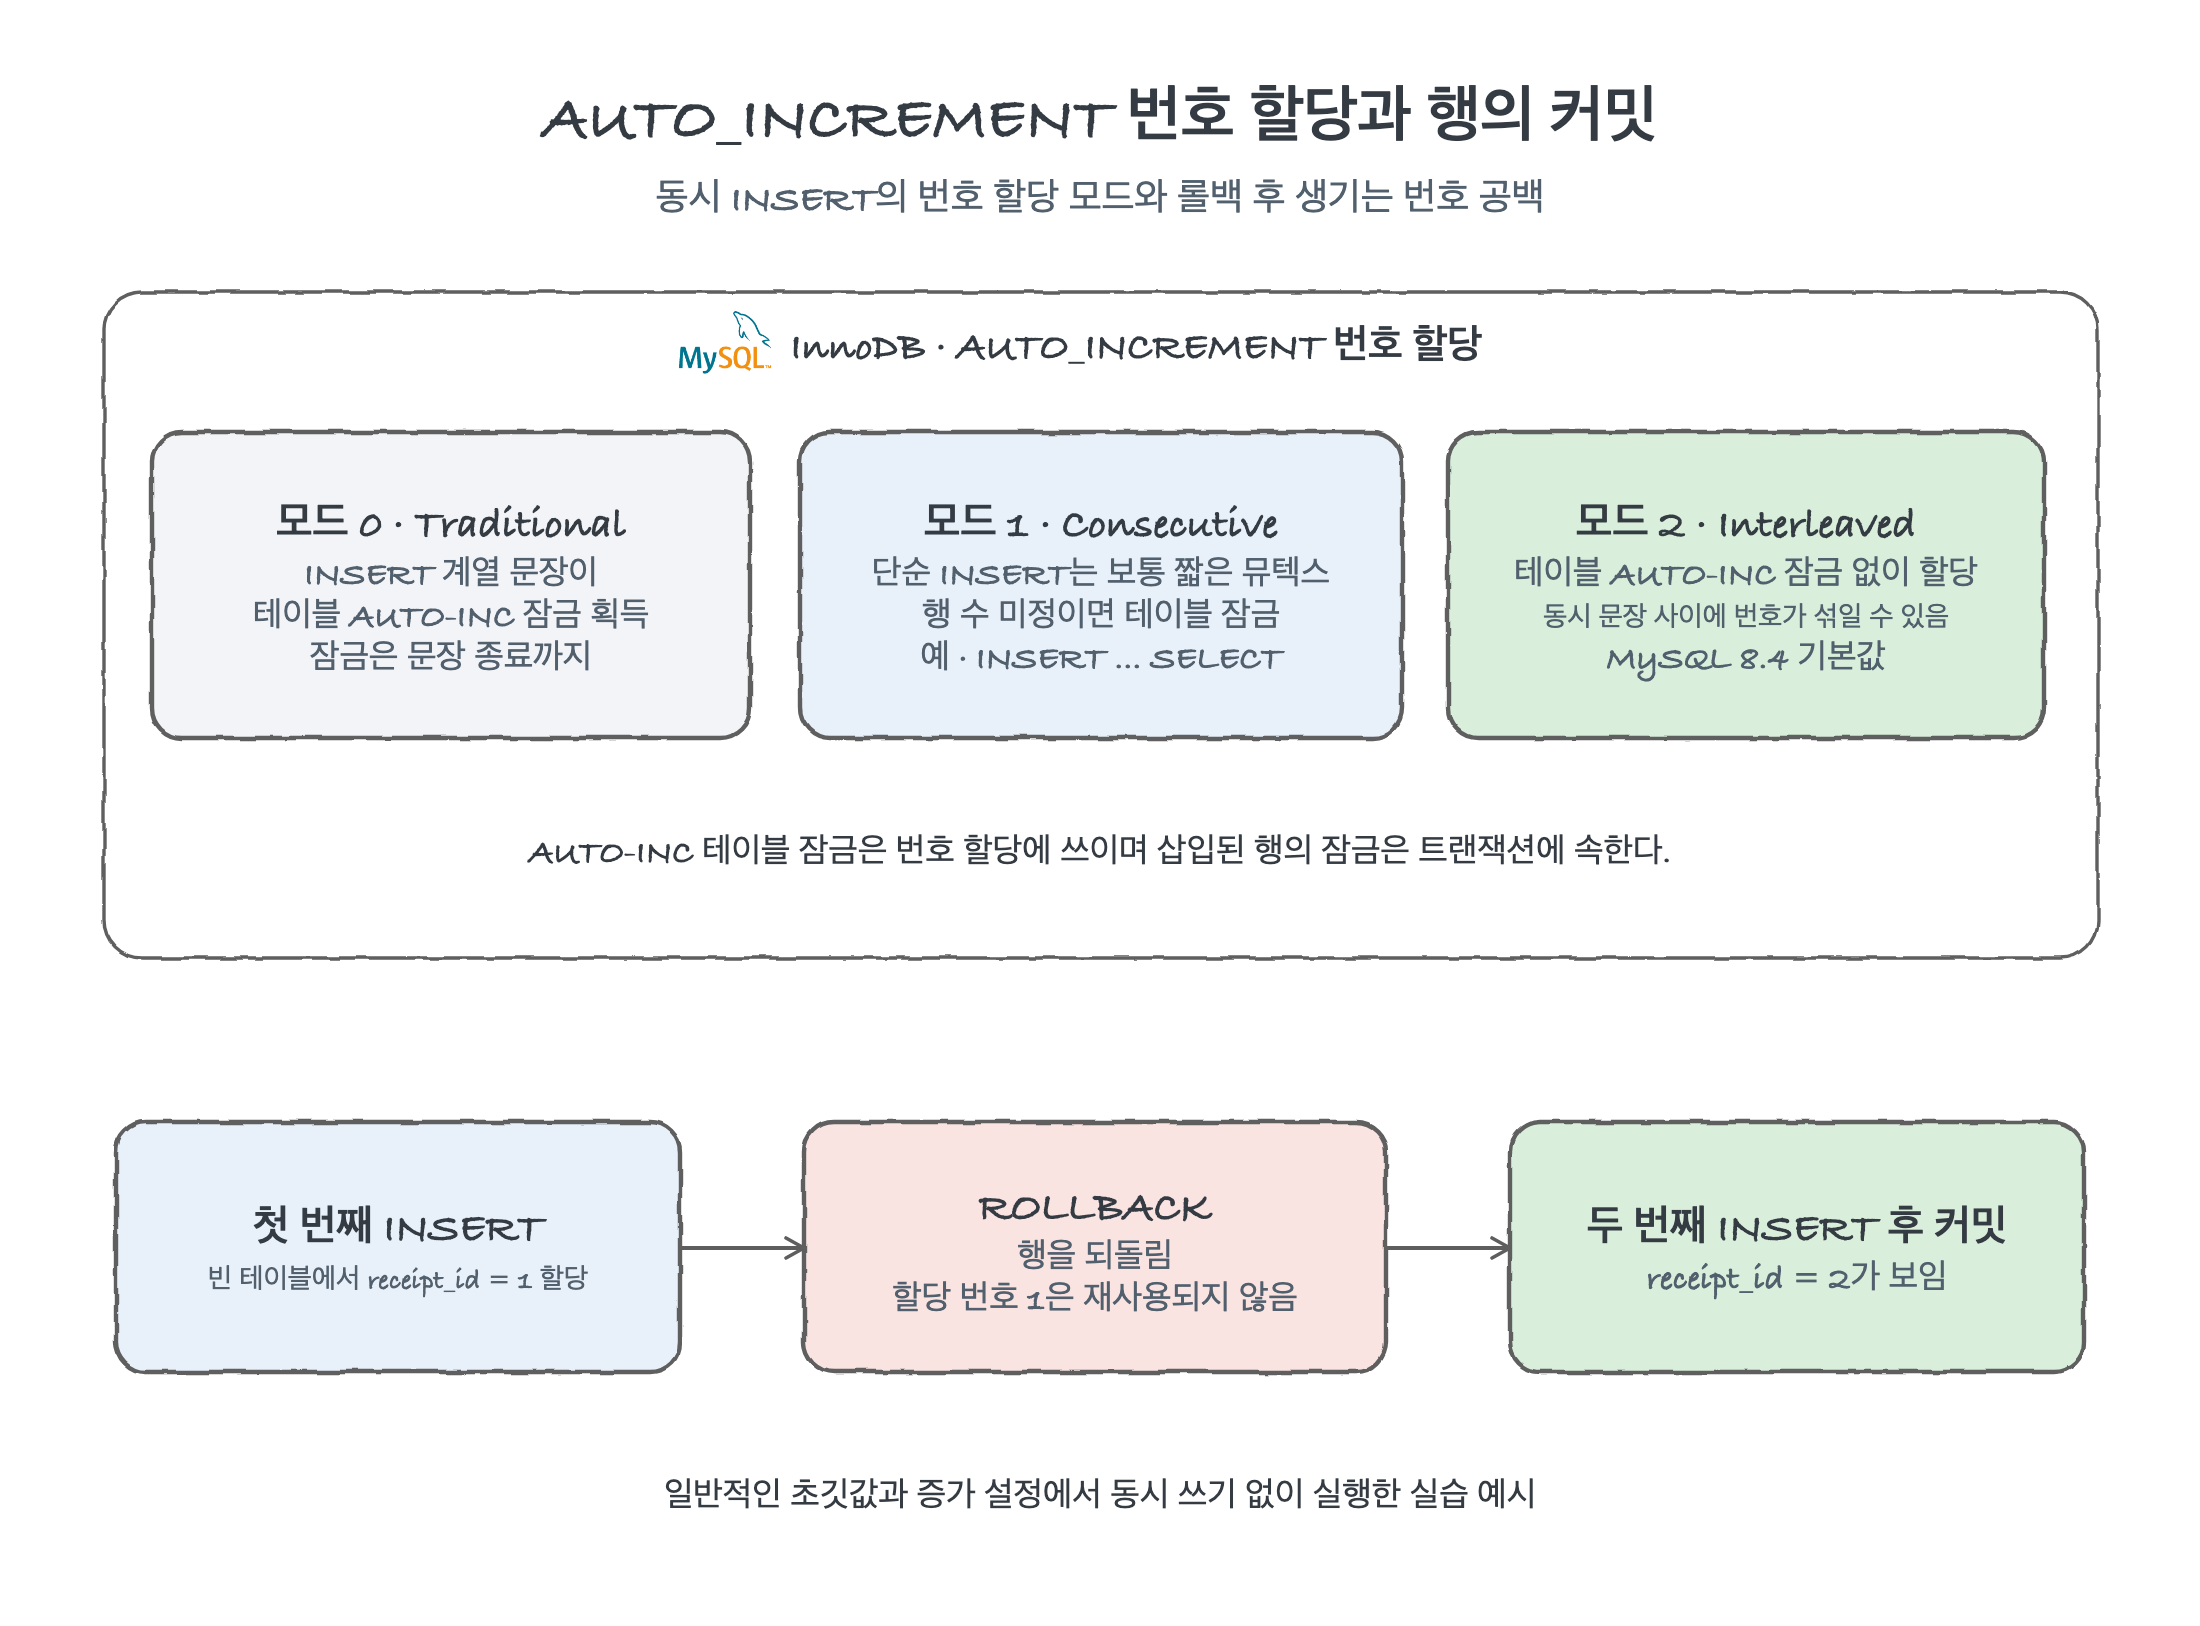 AUTO_INCREMENT 번호 할당과 행의 커밋
동시 INSERT의 번호 할당 모드와 롤백 후 생기는 번호 공백
MySQL™ InnoDB · AUTO_INCREMENT 번호 할당
모드 0 · Traditional
INSERT 계열 문장이
테이블 AUTO-INC 잠금 획득
잠금은 문장 종료까지
모드 1 · Consecutive
단순 INSERT는 보통 짧은 뮤텍스
행 수 미정이면 테이블 잠금
예 · INSERT ... SELECT
모드 2 · Interleaved
테이블 AUTO-INC 잠금 없이 할당
동시 문장 사이에 번호가 섞일 수 있음
MySQL 8.4 기본값
AUTO-INC 테이블 잠금은 번호 할당에 쓰이며 삽입된 행의 잠금은 트랜잭션에 속한다.
첫 번째 INSERT
빈 테이블에서 receipt_id = 1 할당
ROLLBACK
행을 되돌림
할당 번호 1은 재사용되지 않음
두 번째 INSERT 후 커밋
receipt_id = 2가 보임
일반적인 초깃값과 증가 설정에서 동시 쓰기 없이 실행한 실습 예시